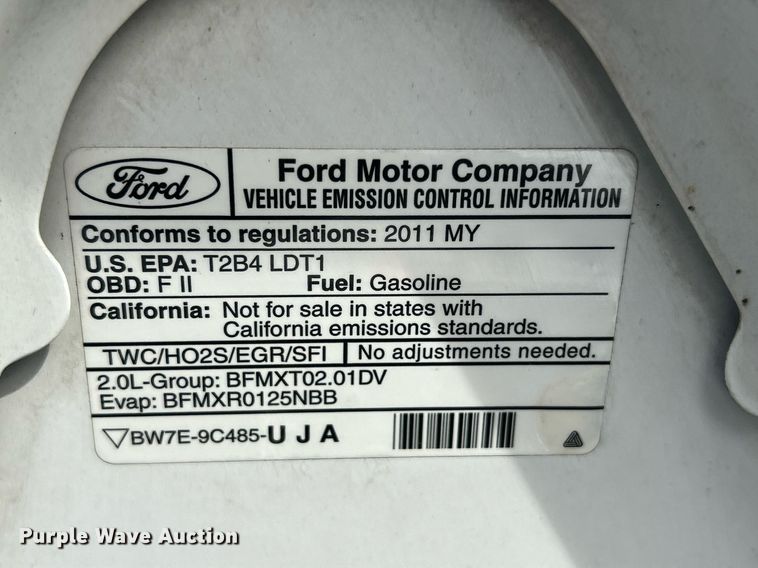 Ford
Ford Motor Company
VEHICLE EMISSION CONTROL INFORMATION
Conforms to regulations: 2011 MY
U.S. EPA: T2B4 LDT1
OBD: F II Fuel: Gasoline
California: Not for sale in states with
California emissions standards.
TWC/HO2S/EGR/SFI No adjustments needed.
2.0L-Group: BFMXT02.01DV
Evap: BFMXR0125NBB
BW7E-9C485-U J A
Purple Wave Auction